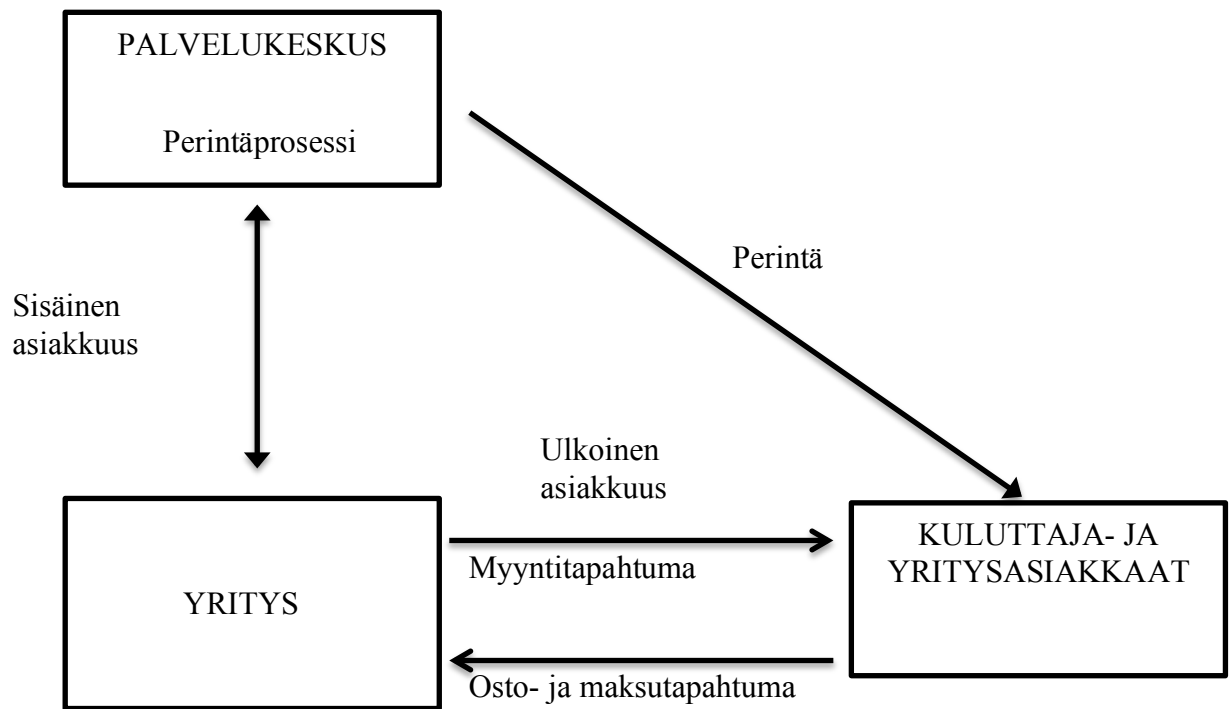 PALVELUKESKUS
Perintäprosessi
Perintä
Sisäinen
asiakkuus
Ulkoinen
asiakkuus
Myyntitapahtuma
YRITYS
KULUTTAJA- JA
YRITYSASIAKKAAT
Osto- ja maksutapahtuma